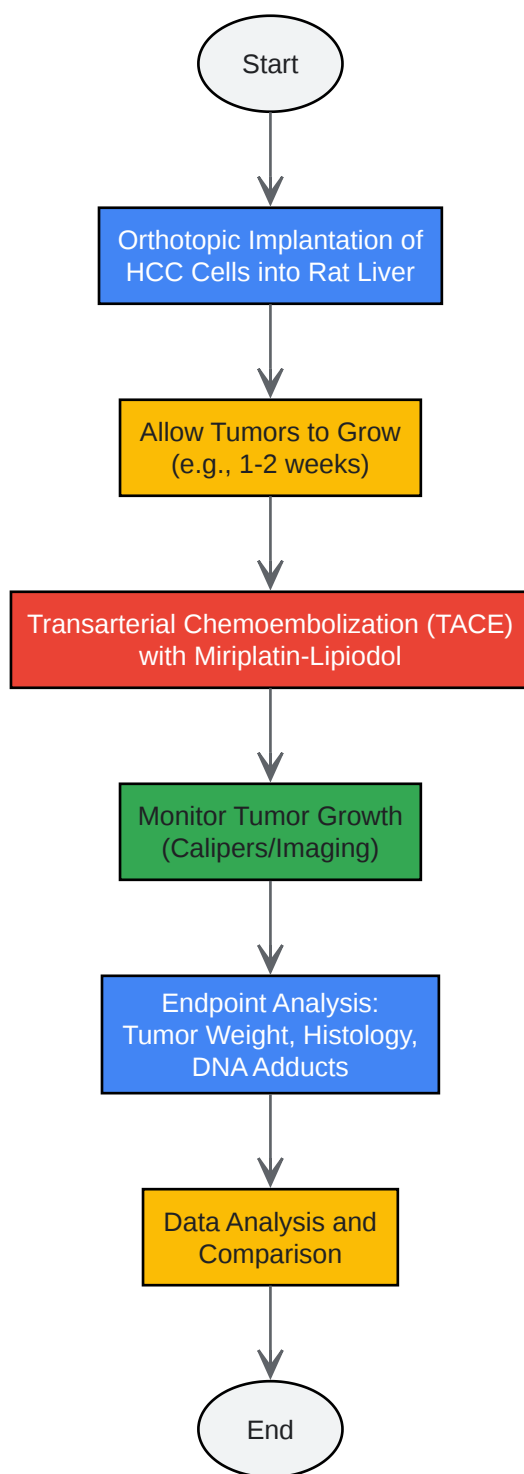 Start
Orthotopic Implantation of
HCC Cells into Rat Liver
Allow Tumors to Grow
(e.g., 1-2 weeks)
Transarterial Chemoembolization (TACE)
with Miriplatin-Lipiodol
Monitor Tumor Growth
(Calipers/Imaging)
Endpoint Analysis:
Tumor Weight, Histology,
DNA Adducts
Data Analysis and
Comparison
End